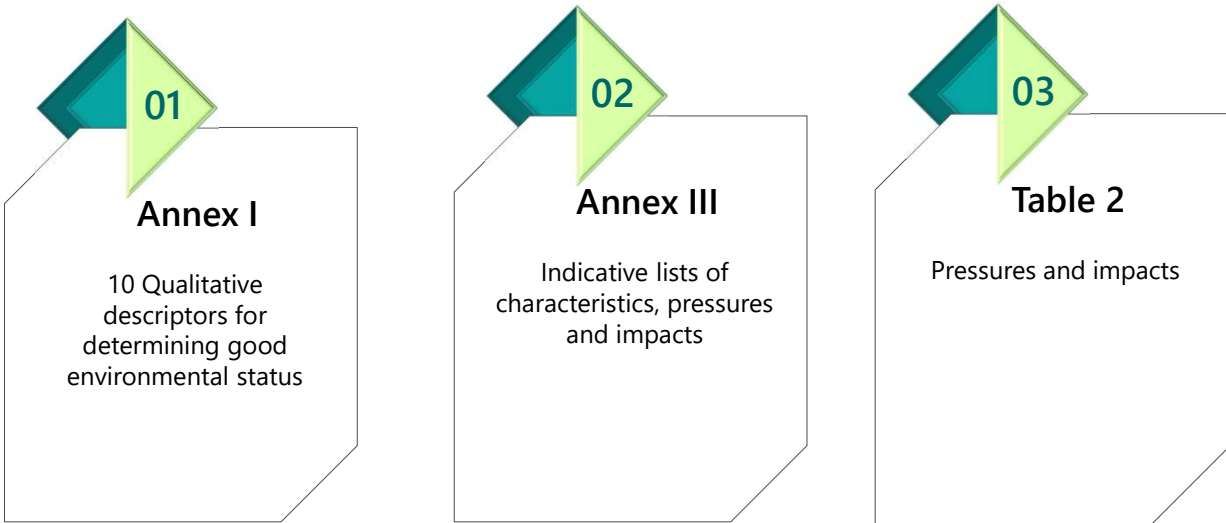 01
Annex I
10 Qualitative
descriptors for
determining good
environmental status
02
Annex III
Indicative lists of
characteristics, pressures
and impacts
03
Table 2
Pressures and impacts